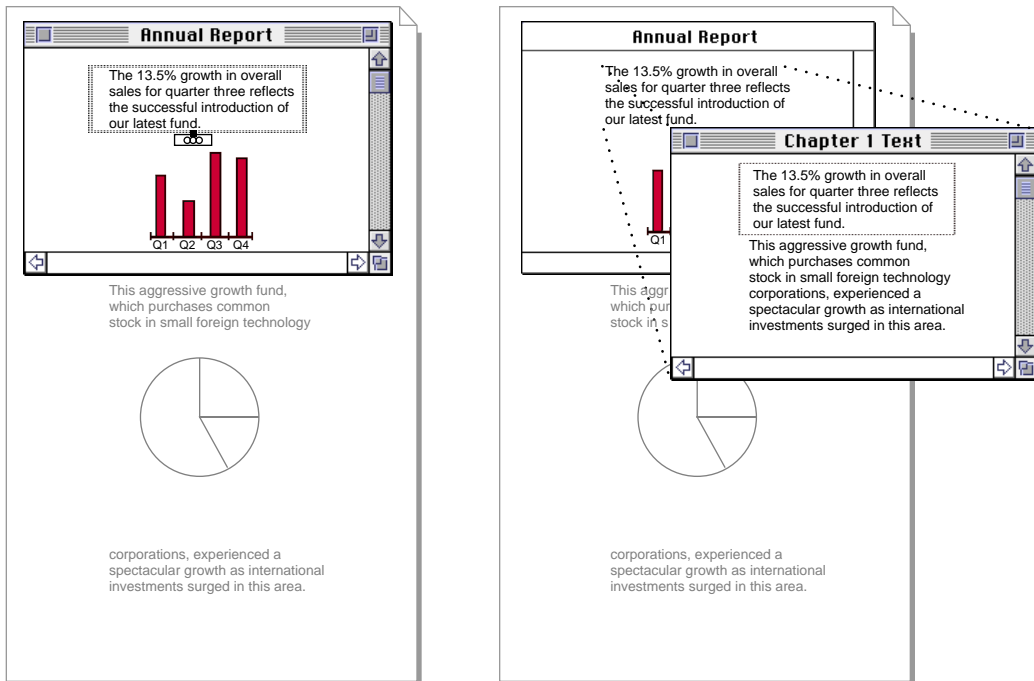 Annual Report
The 13.5% growth in overall
sales for quarter three reflects
the successful introduction of
our latest fund.
Q1 Q2 Q3 Q4
This aggressive growth fund,
which purchases common
stock in small foreign technology
corporations, experienced a
spectacular growth as international
investments surged in this area.
Annual Report
The 13.5% growth in overall
sales for quarter three reflects
the successful introduction of
our latest fund.
Q1
This aggr
which pur
stock in s
Chapter 1 Text
The 13.5% growth in overall
sales for quarter three reflects
the successful introduction of
our latest fund.
This aggressive growth fund,
which purchases common
stock in small foreign technology
corporations, experienced a
spectacular growth as international
investments surged in this area.
corporations, experienced a
spectacular growth as international
investments surged in this area.